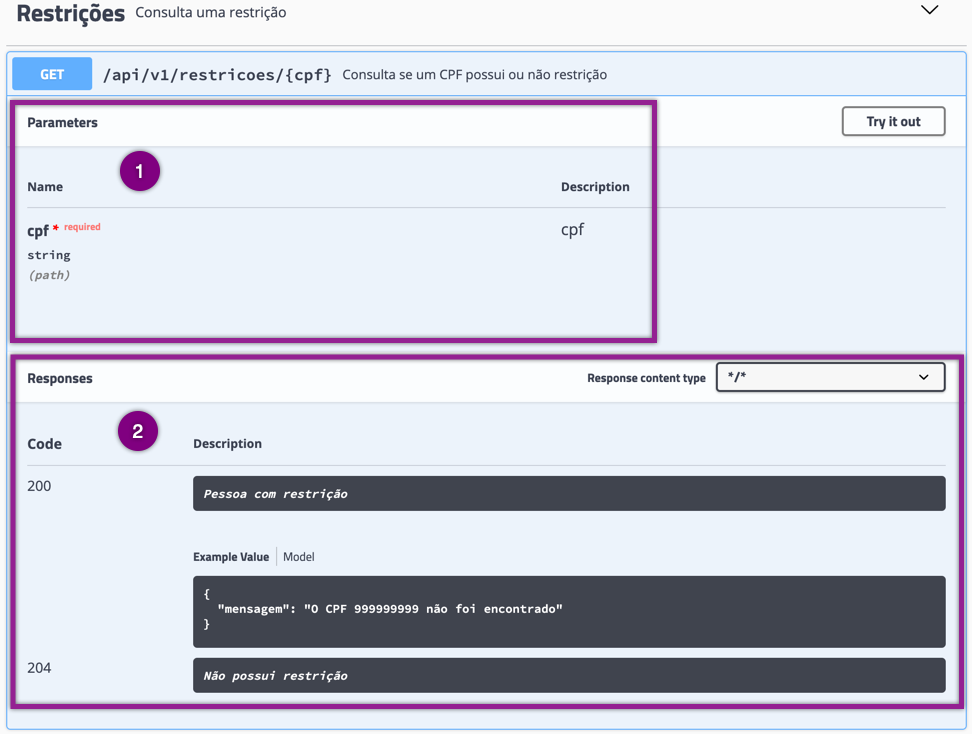 Restrições Consulta uma restrição
GET /api/v1/restricoes/{cpf} Consulta se um CPF possui ou não restrição
Parameters
Try it out
1
Name Description
cpf * required cpf
string
(path)
Responses Response content type */*
2
Code Description
200 Pessoa com restrição
Example Value Model
{
"mensagem": "O CPF 999999999 não foi encontrado"
}
204 Não possui restrição